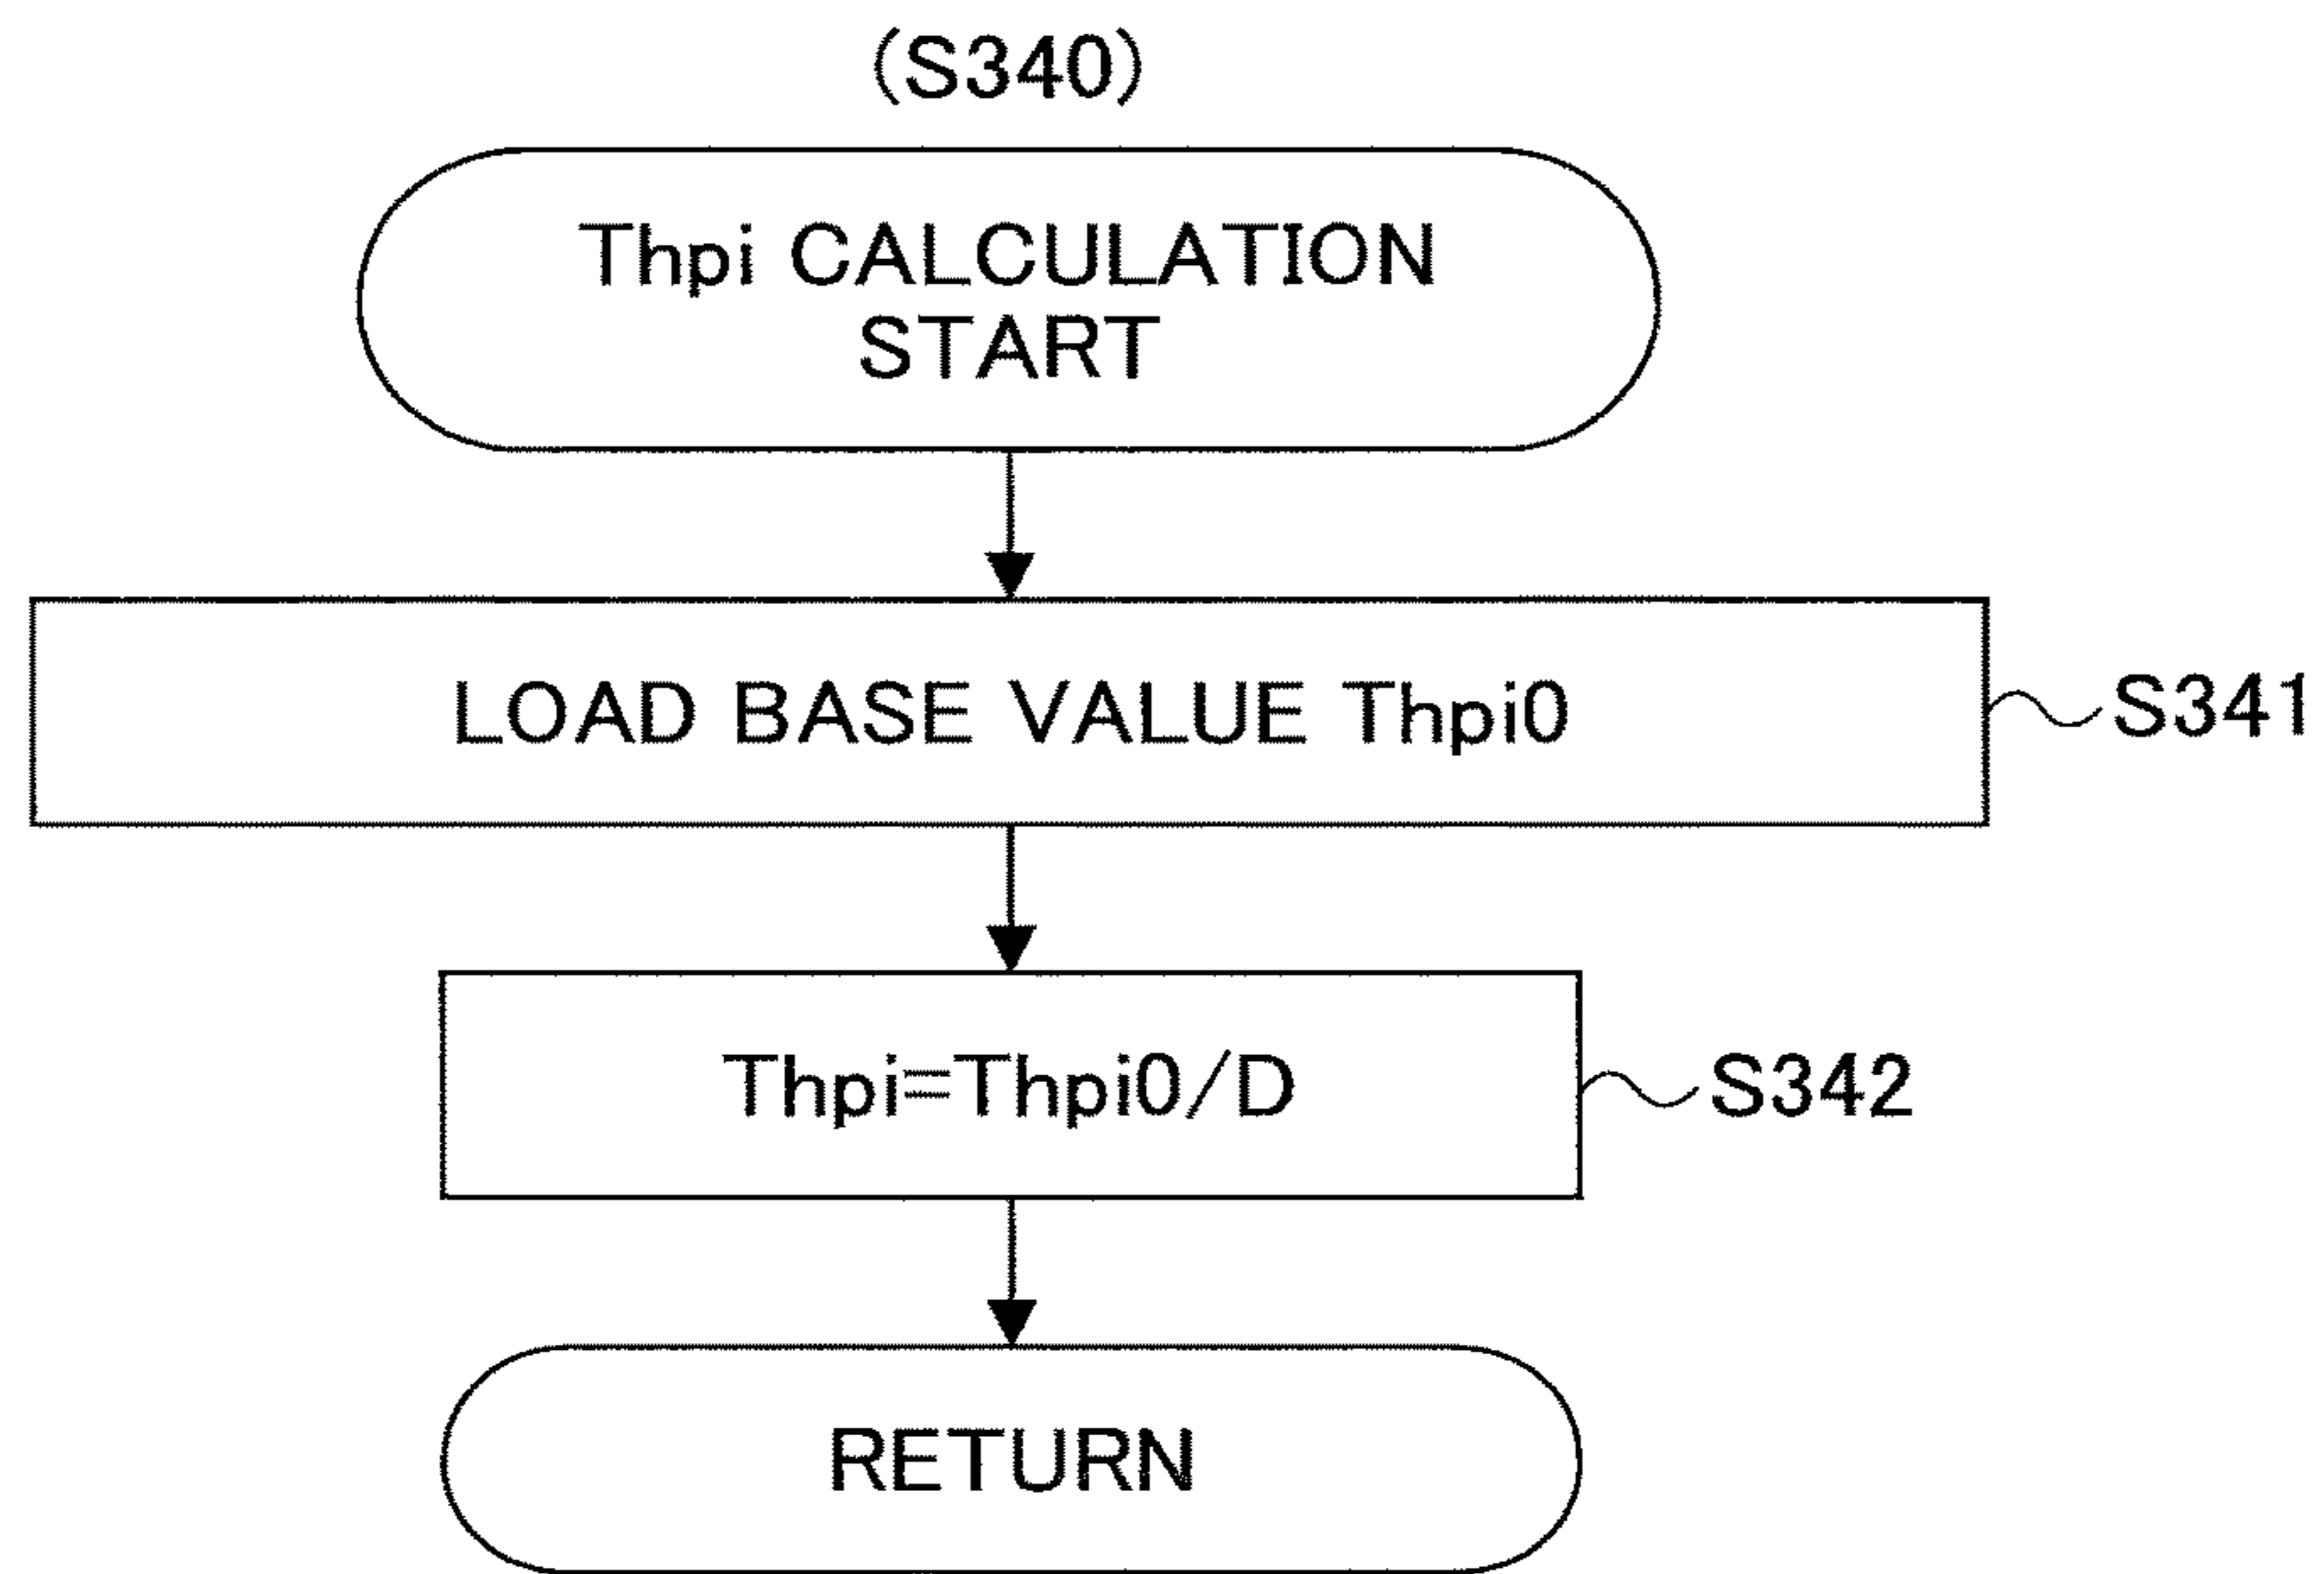 (S340)
Thpi CALCULATION
START
LOAD BASE VALUE Thpi0
S341
Thpi=Thpi0/D
S342
RETURN